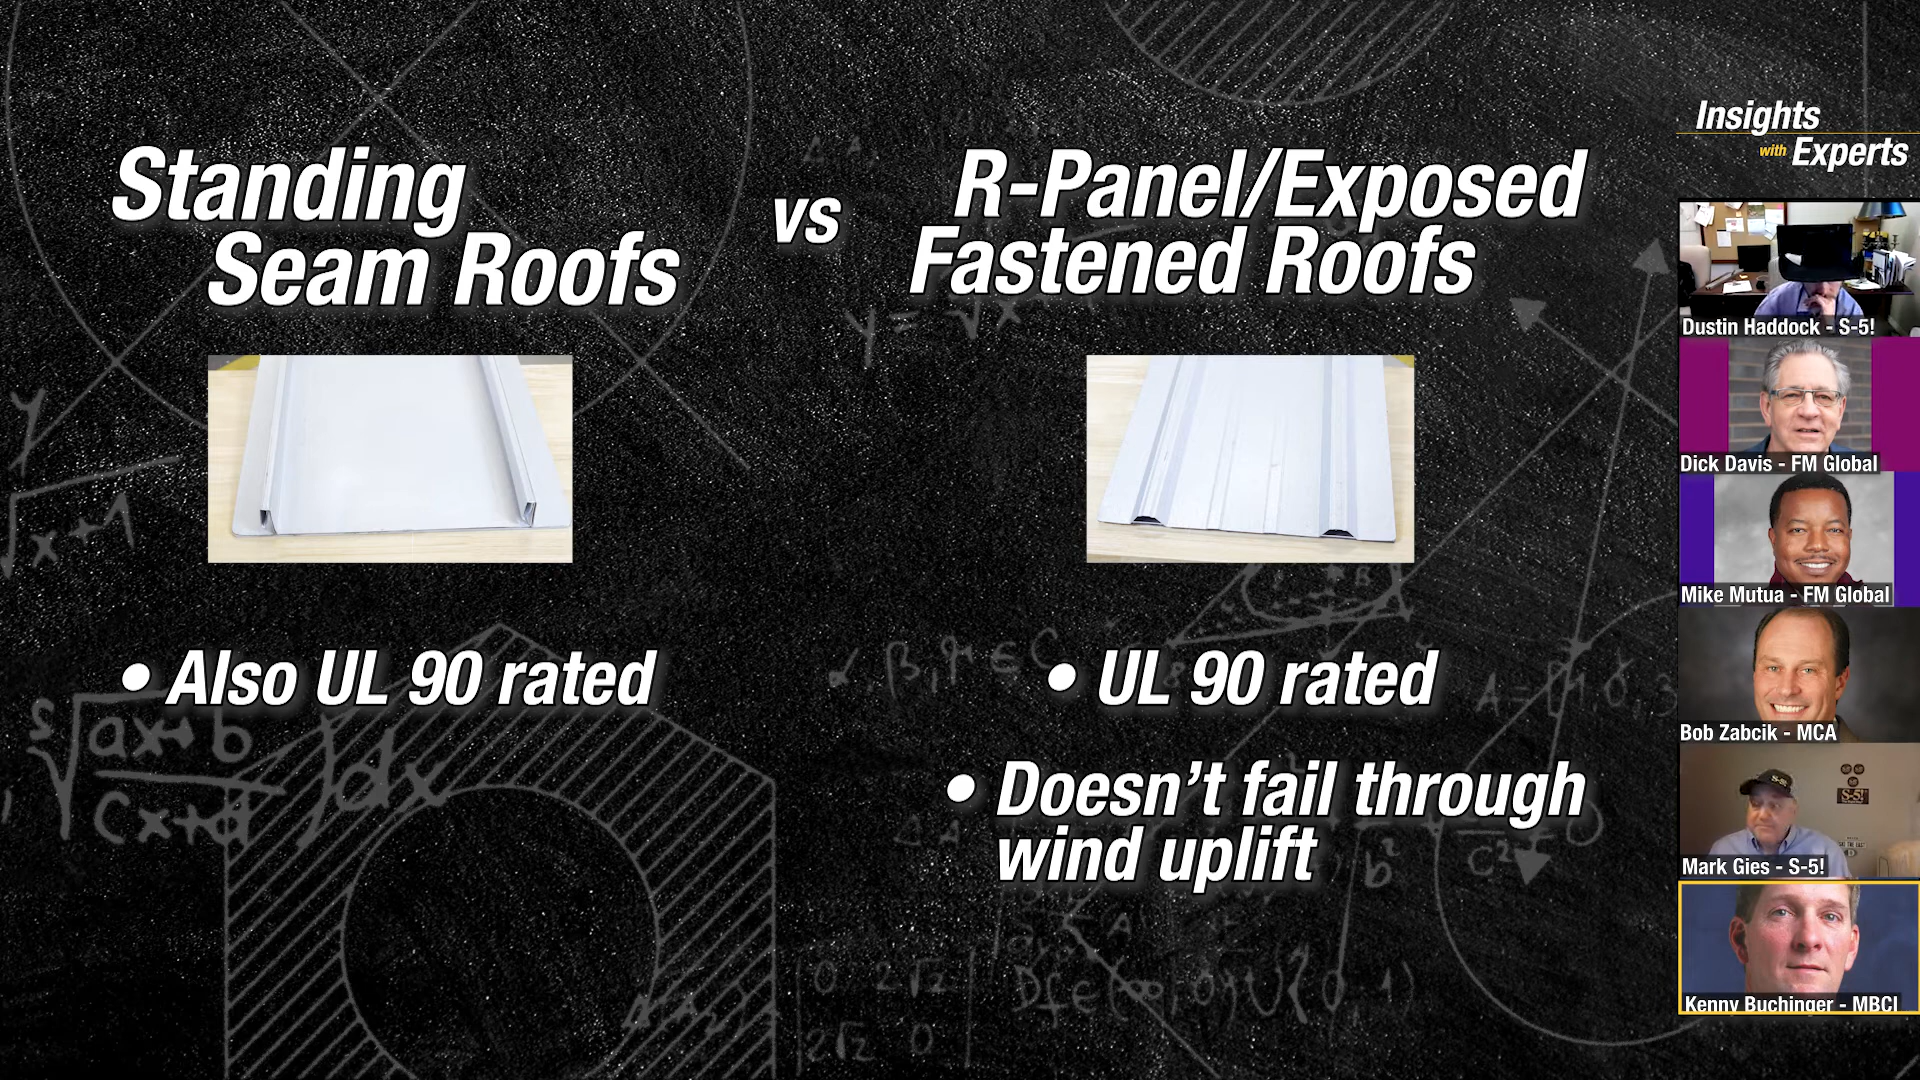 Standing
Seam Roofs
vs
R-Panel/Exposed
Fastened Roofs
• Also UL 90 rated
• UL 90 rated
• Doesn’t fail through
wind uplift
Insights
with Experts
Dustin Haddock - S-5!
Dick Davis - FM Global
Mike Mutua - FM Global
Bob Zabcik - MCA
S-5!
Mark Gies - S-5!
Kenny Buchinger - MBCI